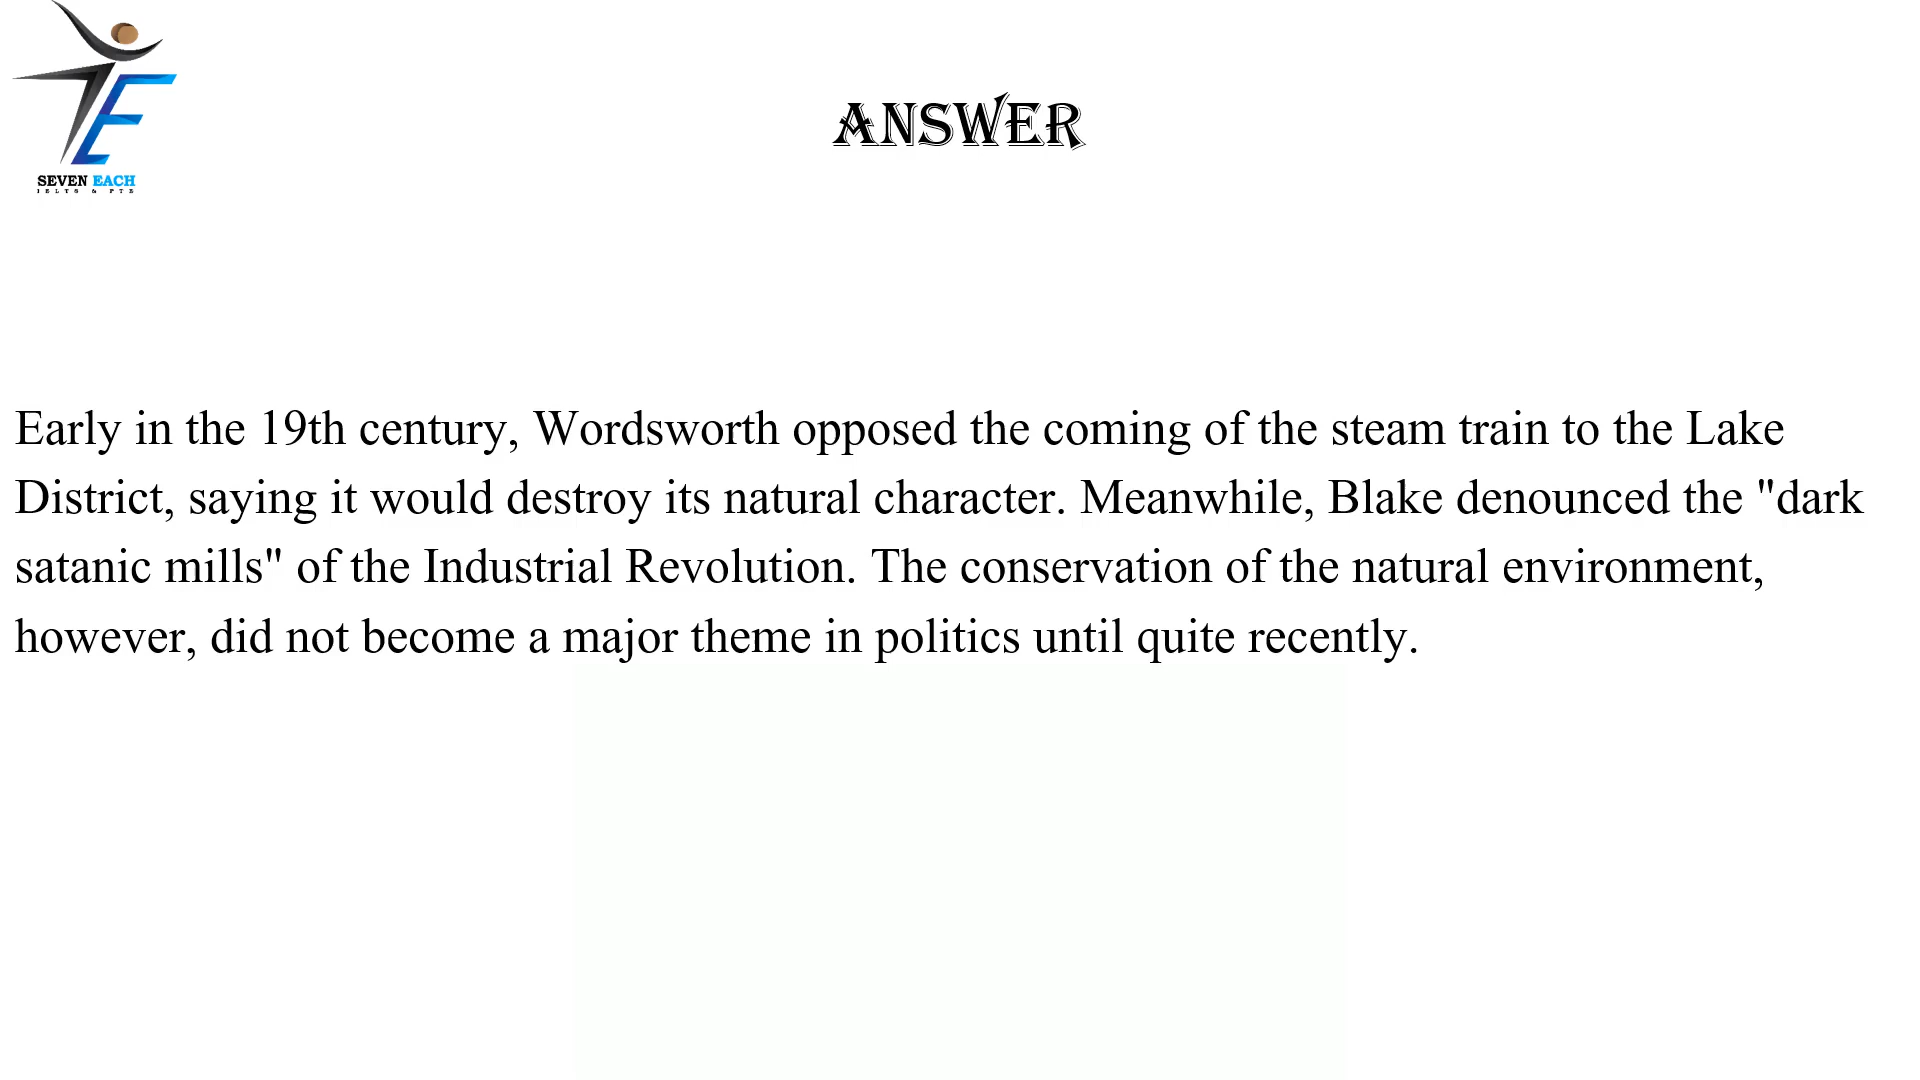 SEVEN EACH
IELTS & PTE
ANSWER
Early in the 19th century, Wordsworth opposed the coming of the steam train to the Lake
District, saying it would destroy its natural character. Meanwhile, Blake denounced the "dark
satanic mills" of the Industrial Revolution. The conservation of the natural environment,
however, did not become a major theme in politics until quite recently.